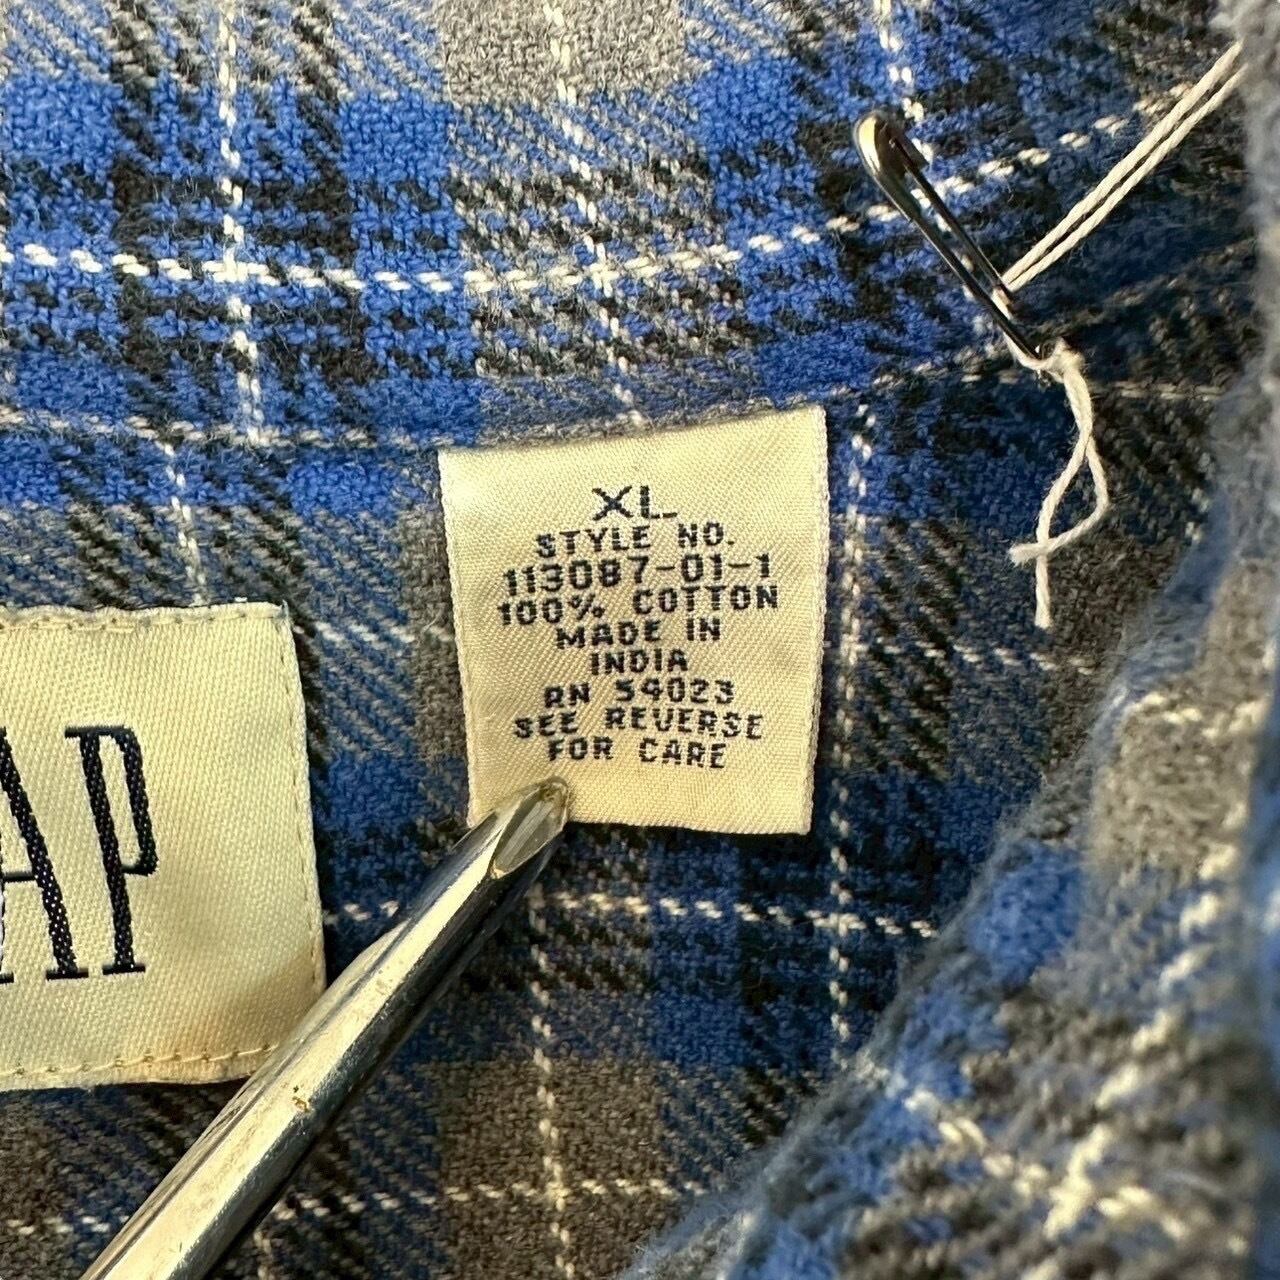 XL
STYLE NO.
113087-01-1
100% COTTON
MADE IN
INDIA
RN 54023
SEE REVERSE
FOR CARE
AP